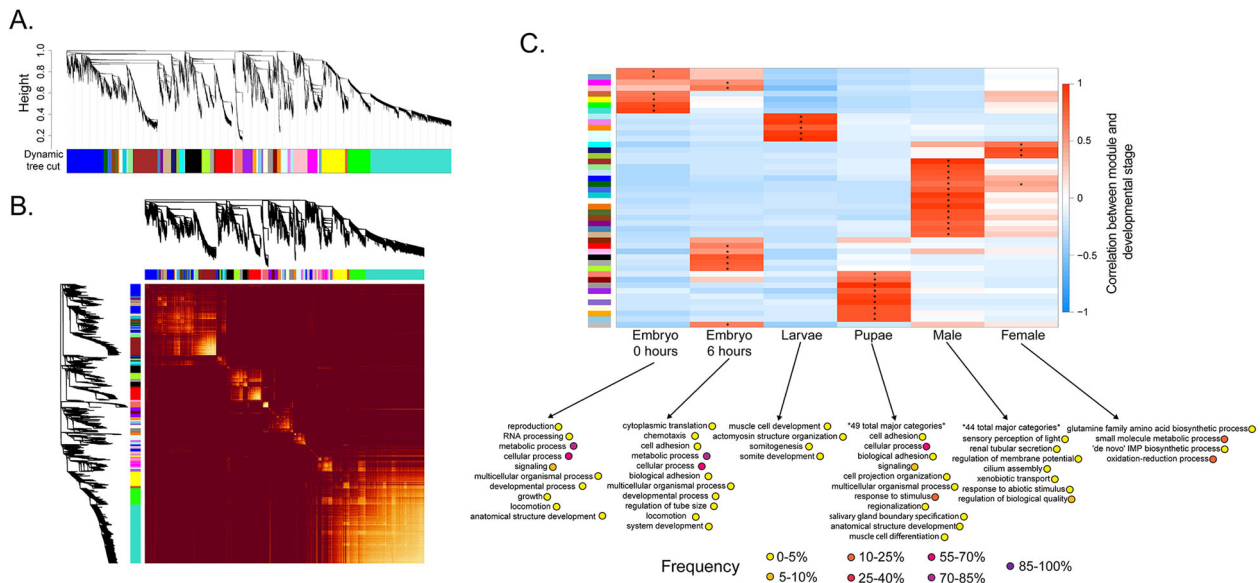 A.
Height
1.0
0.8
0.6
0.4
0.2
Dynamic
tree cut
B.
C.
1
0.5
0
−0.5
−1
Correlation between module and
developmental stage
Embryo
0 hours
Embryo
6 hours
Larvae
Pupae
Male
Female
reproduction
RNA processing
metabolic process
cellular process
signaling
multicellular organismal process
developmental process
growth
locomotion
anatomical structure development
cytoplasmic translation
chemotaxis
cell adhesion
metabolic process
cellular process
biological adhesion
multicellular organismal process
developmental process
regulation of tube size
locomotion
system development
muscle cell development
actomyosin structure organization
somitogenesis
somite development
*49 total major categories*
cell adhesion
cellular process
biological adhesion
signaling
cell projection organization
multicellular organismal process
response to stimulus
regionalization
salivary gland boundary specification
anatomical structure development
muscle cell differentiation
*44 total major categories*
sensory perception of light
renal tubular secretion
regulation of membrane potential
cilium assembly
xenobiotic transport
response to abiotic stimulus
regulation of biological quality
glutamine family amino acid biosynthetic process
small molecule metabolic process
'de novo' IMP biosynthetic process
oxidation-reduction process
Frequency
0-5%
5-10%
10-25%
25-40%
55-70%
70-85%
85-100%